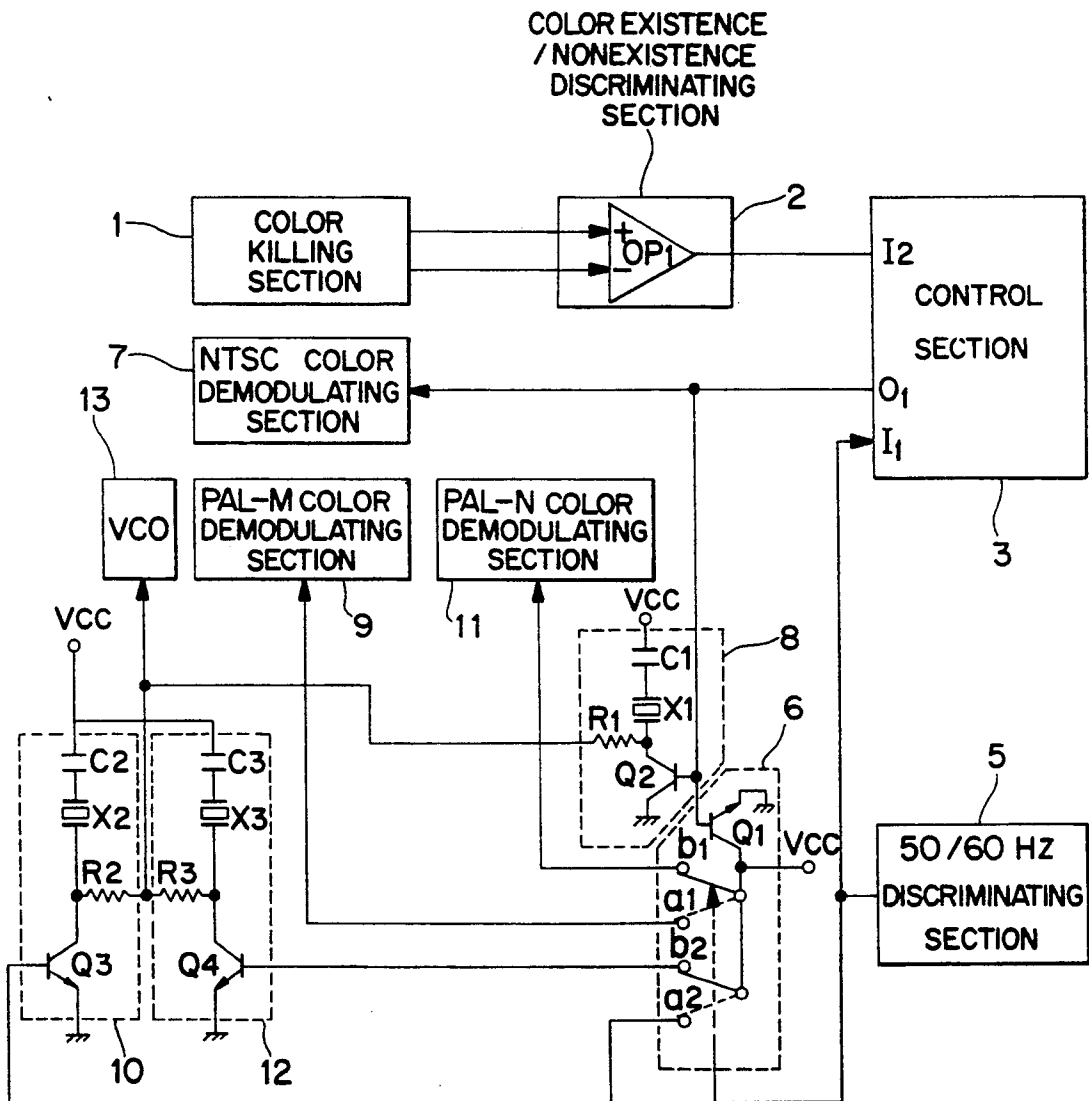 COLOR EXISTENCE
/ NONEXISTENCE
DISCRIMINATING
SECTION
1
COLOR
KILLING
SECTION
+
OP1
-
2
I2
CONTROL
SECTION
O1
I1
3
7
NTSC COLOR
DEMODULATING
SECTION
13
VCO
PAL-M COLOR
DEMODULATING
SECTION
9
PAL-N COLOR
DEMODULATING
SECTION
11
VCC
C1
X1
R1
Q2
8
6
VCC
C2
X2
R2
Q3
10
C3
X3
R3
Q4
12
Q1
VCC
b1
a1
b2
a2
5
50/60 HZ
DISCRIMINATING
SECTION